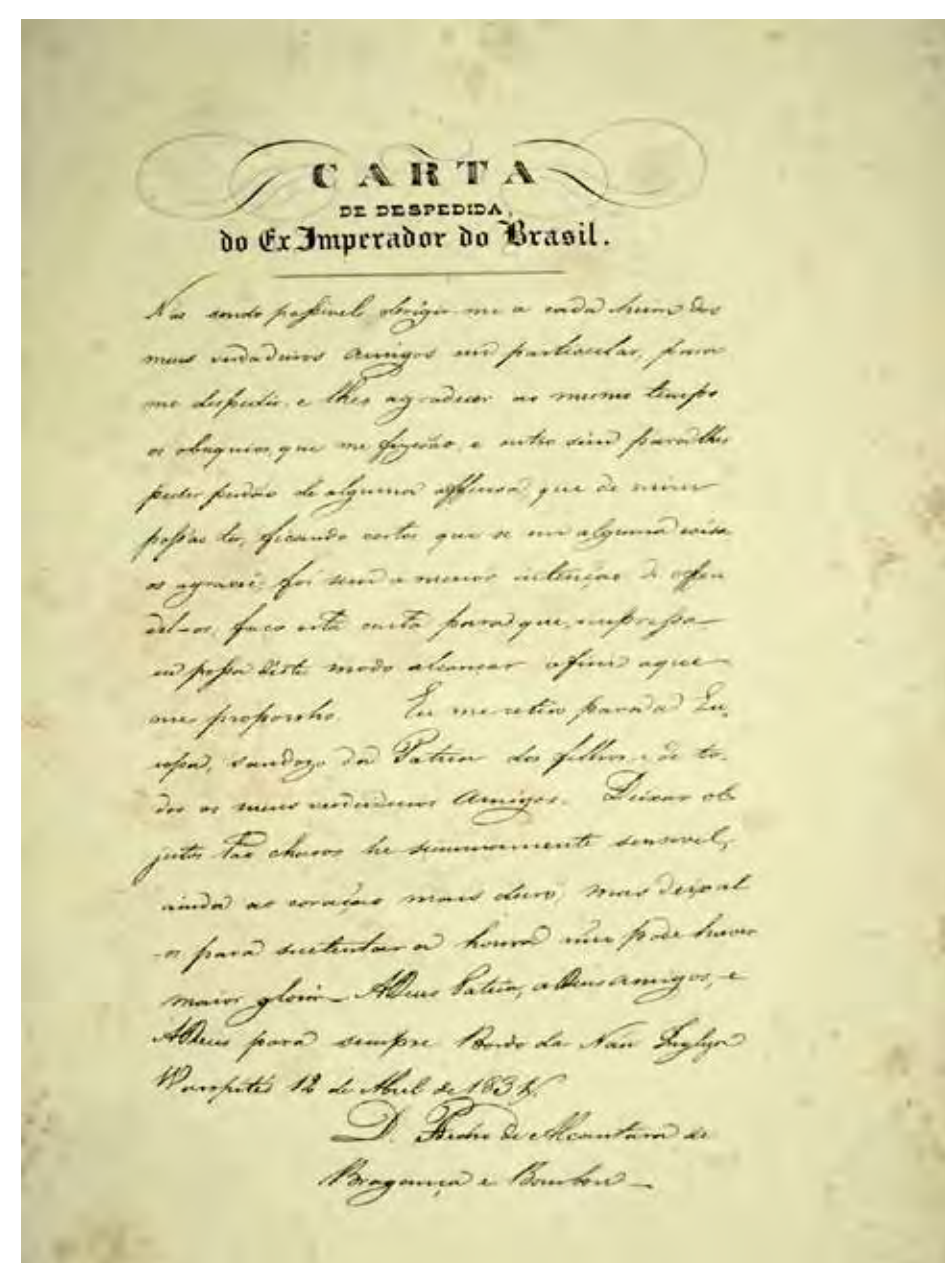 CARTA
DE DESPEDIDA,
do Ex Imperador do Brasil.
Não sendo possivel dirigir-me a cada hum dos
meus verdadeiros amigos em particular, para
me despedir, e lhes agradecer ao mesmo tempo
os obsequios, que me fizerão, e outro sim para lhes
pedir perdão de alguma offensa, que de mim
possão ter, ficando certos que se em alguma coisa
os agravei, foi sem a menor intenção de offen
del-os, faço esta carta para que, impressa
eu possa déste modo alcançar o fim a que
me proponho. Eu me retiro para a Eu,
ropa, saudozo da Patria dos filhos, e de to-
dos os meus verdadeiros Amigos. Deixar ob-
jectos tão charos he summamente sensivel,
ainda ao coração mais duro; mas deixal
-os para sustentar a honra não pode haver
maior gloria - ADeus Patria, aDeus amigos, e
ADeus para sempre Bordo da Nau Ingleza
Warspite 12 de Abril de 1831.
D. Pedro de Alcantara de
Bragança e Bourbon -